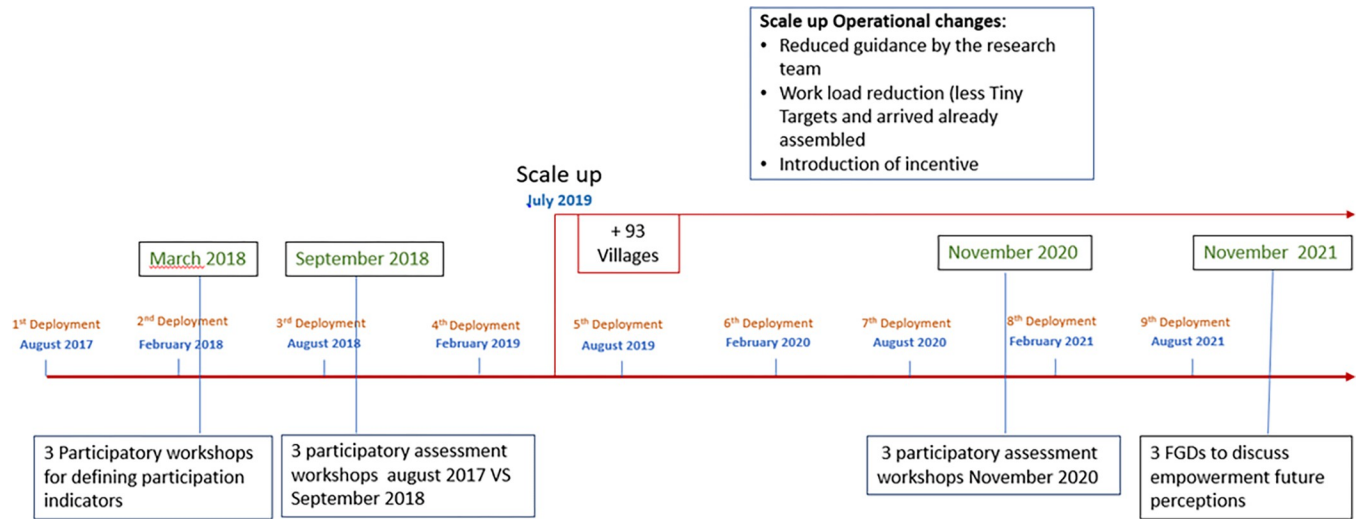 Scale up Operational changes:
• Reduced guidance by the research
team
• Work load reduction (less Tiny
Targets and arrived already
assembled
• Introduction of incentive
Scale up
July 2019
+ 93
Villages
March 2018
September 2018
November 2020
November 2021
1st Deployment
August 2017
2nd Deployment
February 2018
3rd Deployment
August 2018
4th Deployment
February 2019
5th Deployment
August 2019
6th Deployment
February 2020
7th Deployment
August 2020
8th Deployment
February 2021
9th Deployment
August 2021
3 Participatory workshops
for defining participation
indicators
3 participatory assessment
workshops august 2017 VS
September 2018
3 participatory assessment
workshops November 2020
3 FGDs to discuss
empowerment future
perceptions